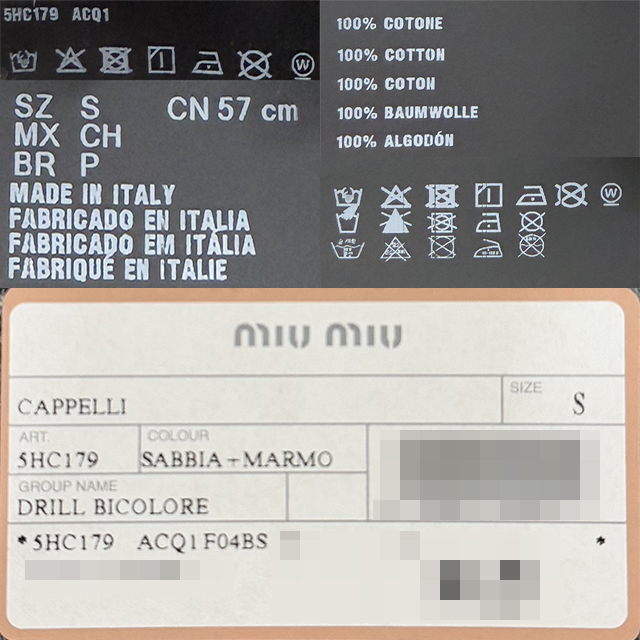 5HC179 ACQ1
SZ S CN 57 cm
MX CH
BR P
MADE IN ITALY
FABRICADO EN ITALIA
FABRICADO EM ITÁLIA
FABRIQUÉ EN ITALIE
100% COTONE
100% COTTON
100% COTON
100% BAUMWOLLE
100% ALGODÓN
miu miu
CAPPELLI
SIZE S
ART. 5HC179
COLOUR SABBIA+MARMO
GROUP NAME
DRILL BICOLORE
*5HC179 ACQ1 F04BS *